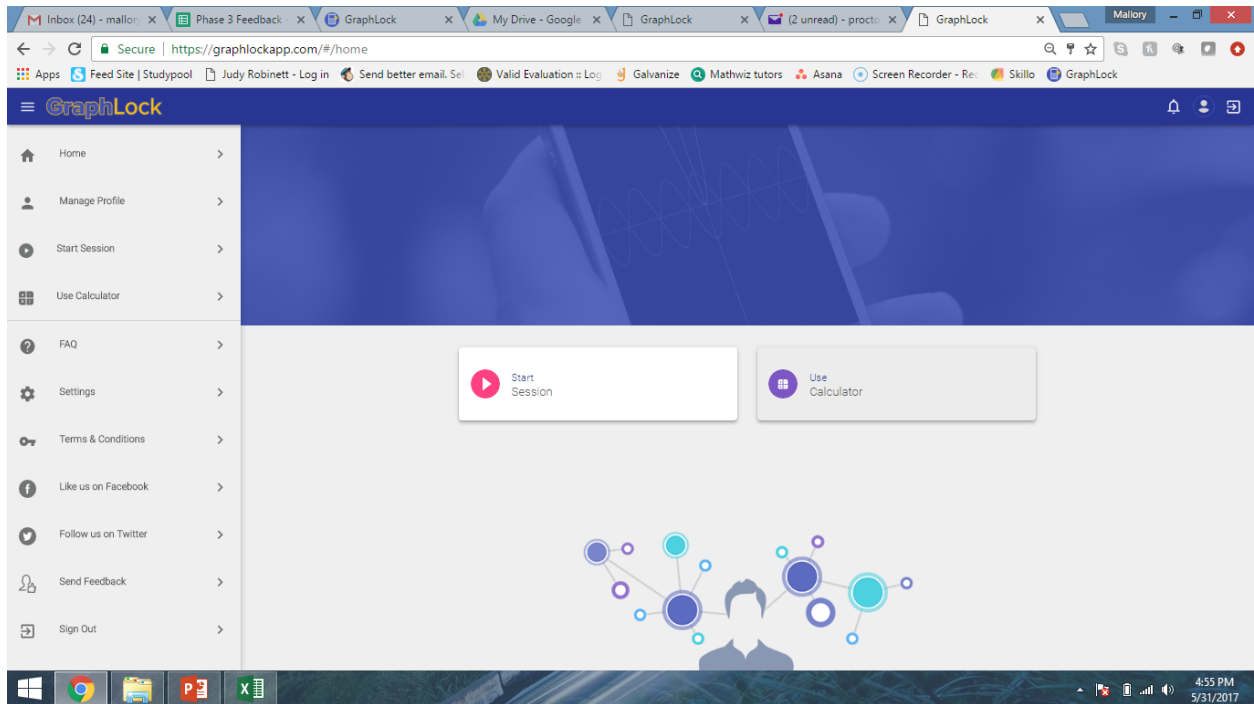 Inbox (24) - mallory
Phase 3 Feedback -
GraphLock
My Drive - Google
GraphLock
(2 unread) - procto
GraphLock
Mallory
Secure | https://graphlockapp.com/#/home
Apps
Feed Site | Studypool
Judy Robinett - Log in
Send better email. Sel
Valid Evaluation :: Log
Galvanize
Mathwiz tutors
Asana
Screen Recorder - Rec
Skillo
GraphLock
GraphLock
Home
Manage Profile
Start Session
Use Calculator
FAQ
Settings
Terms & Conditions
Like us on Facebook
Follow us on Twitter
Send Feedback
Sign Out
Start
Session
Use
Calculator
4:55 PM
5/31/2017